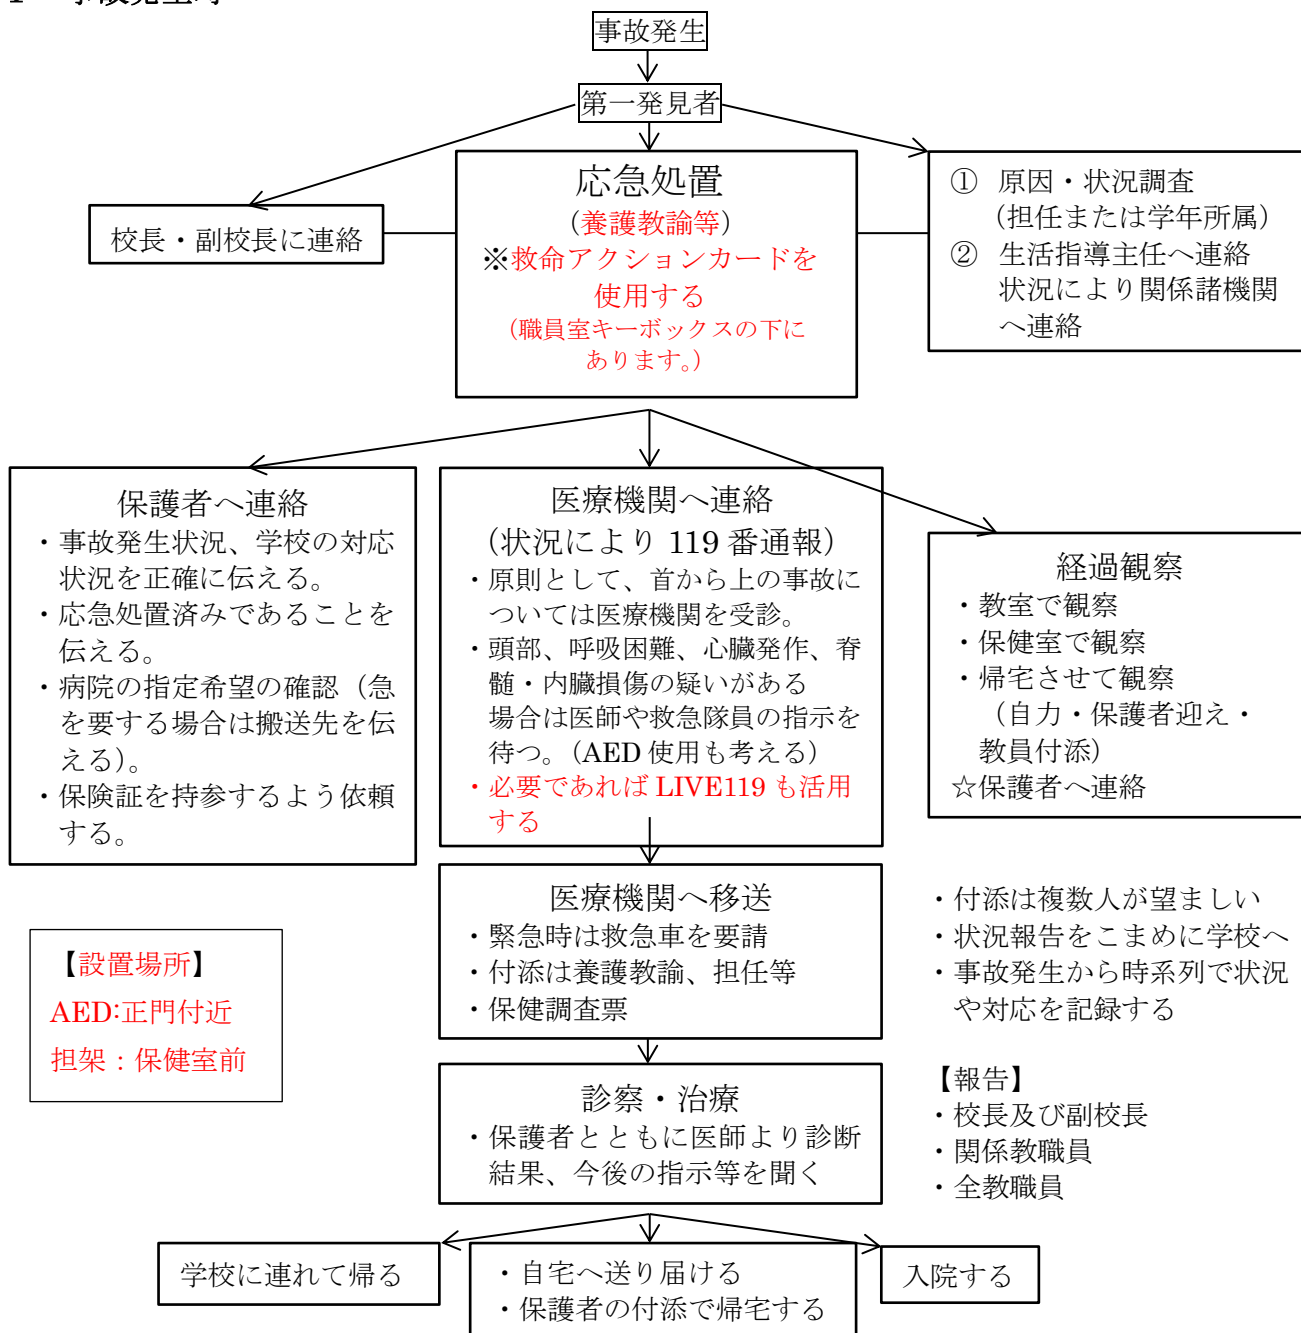 事故発生
第一発見者
校長・副校長に連絡
応急処置
(養護教諭等)
※救命アクションカードを
使用する
(職員室キーボックスの下に
あります。)
① 原因・状況調査
(担任または学年所属)
② 生活指導主任へ連絡
状況により関係諸機関
へ連絡
保護者へ連絡
・事故発生状況、学校の対応
状況を正確に伝える。
・応急処置済みであることを
伝える。
・病院の指定希望の確認(急
を要する場合は搬送先を伝
える)。
・保険証を持参するよう依頼
する。
医療機関へ連絡
(状況により 119 番通報)
・原則として、首から上の事故に
ついては医療機関を受診。
・頭部、呼吸困難、心臓発作、脊
髄・内臓損傷の疑いがある
場合は医師や救急隊員の指示を
待つ。(AED 使用も考える)
・必要であれば LIVE119 も活用
する
経過観察
・教室で観察
・保健室で観察
・帰宅させて観察
(自力・保護者迎え・
教員付添)
☆保護者へ連絡
医療機関へ移送
・緊急時は救急車を要請
・付添は養護教諭、担任等
・保健調査票
・付添は複数人が望ましい
・状況報告をこまめに学校へ
・事故発生から時系列で状況
や対応を記録する
【設置場所】
AED:正門付近
担架：保健室前
診察・治療
・保護者とともに医師より診断
結果、今後の指示等を聞く
【報告】
・校長及び副校長
・関係教職員
・全教職員
学校に連れて帰る
・自宅へ送り届ける
・保護者の付添で帰宅する
入院する